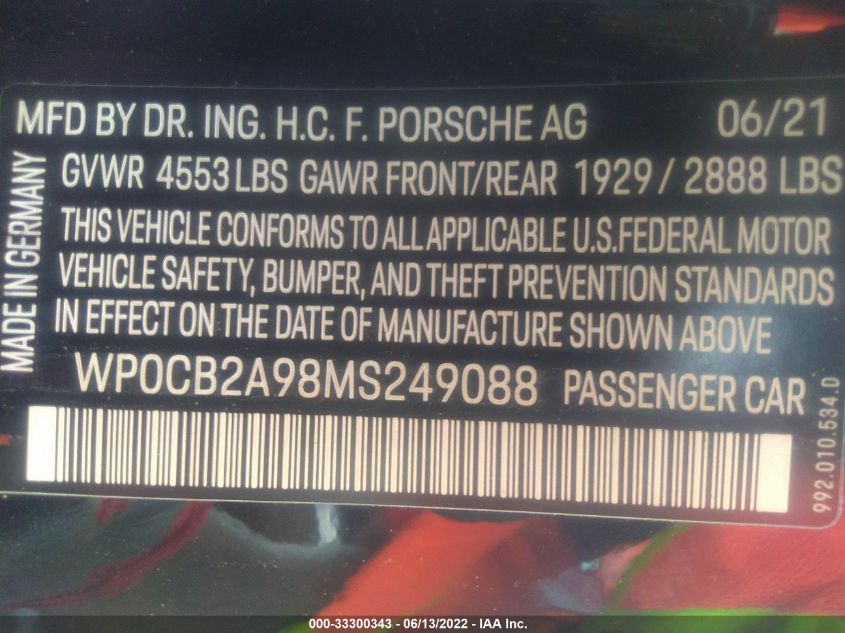 MFD BY DR. ING. H.C. F. PORSCHE AG 06/21
GVWR 4553 LBS GAWR FRONT/REAR 1929 / 2888 LBS
THIS VEHICLE CONFORMS TO ALL APPLICABLE U.S. FEDERAL MOTOR
VEHICLE SAFETY, BUMPER, AND THEFT PREVENTION STANDARDS
IN EFFECT ON THE DATE OF MANUFACTURE SHOWN ABOVE
WP0CB2A98MS249088 PASSENGER CAR
MADE IN GERMANY
992.010.534.D
000-33300343 - 06/13/2022 - IAA Inc.